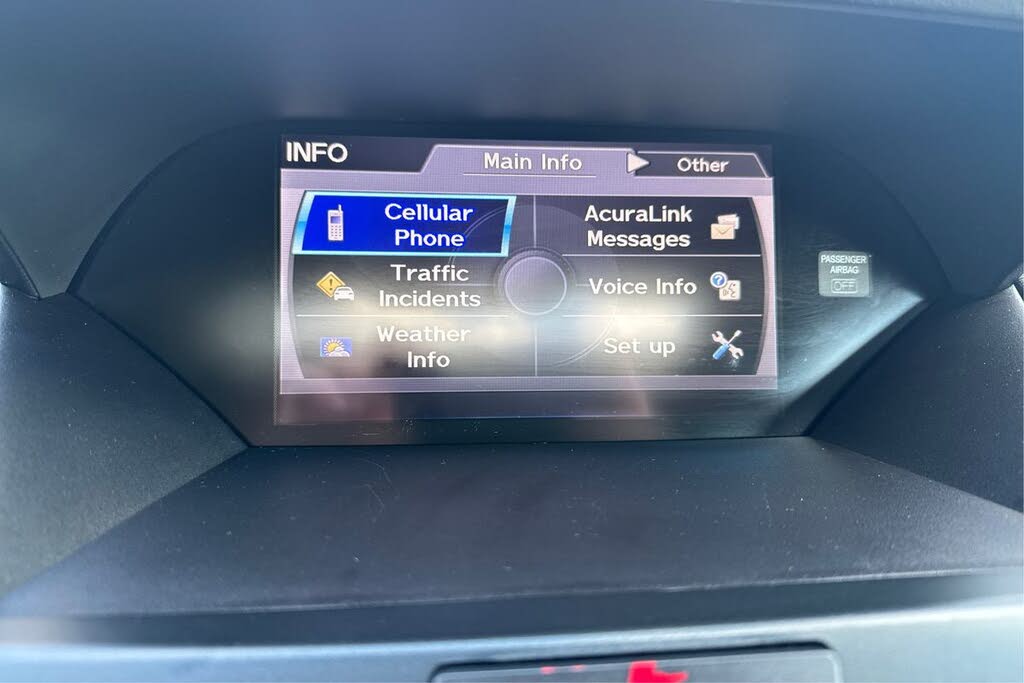 INFO
Main Info
Other
Cellular
Phone
AcuraLink
Messages
Traffic
Incidents
Voice Info
Weather
Info
Set up
PASSENGER
AIRBAG
OFF